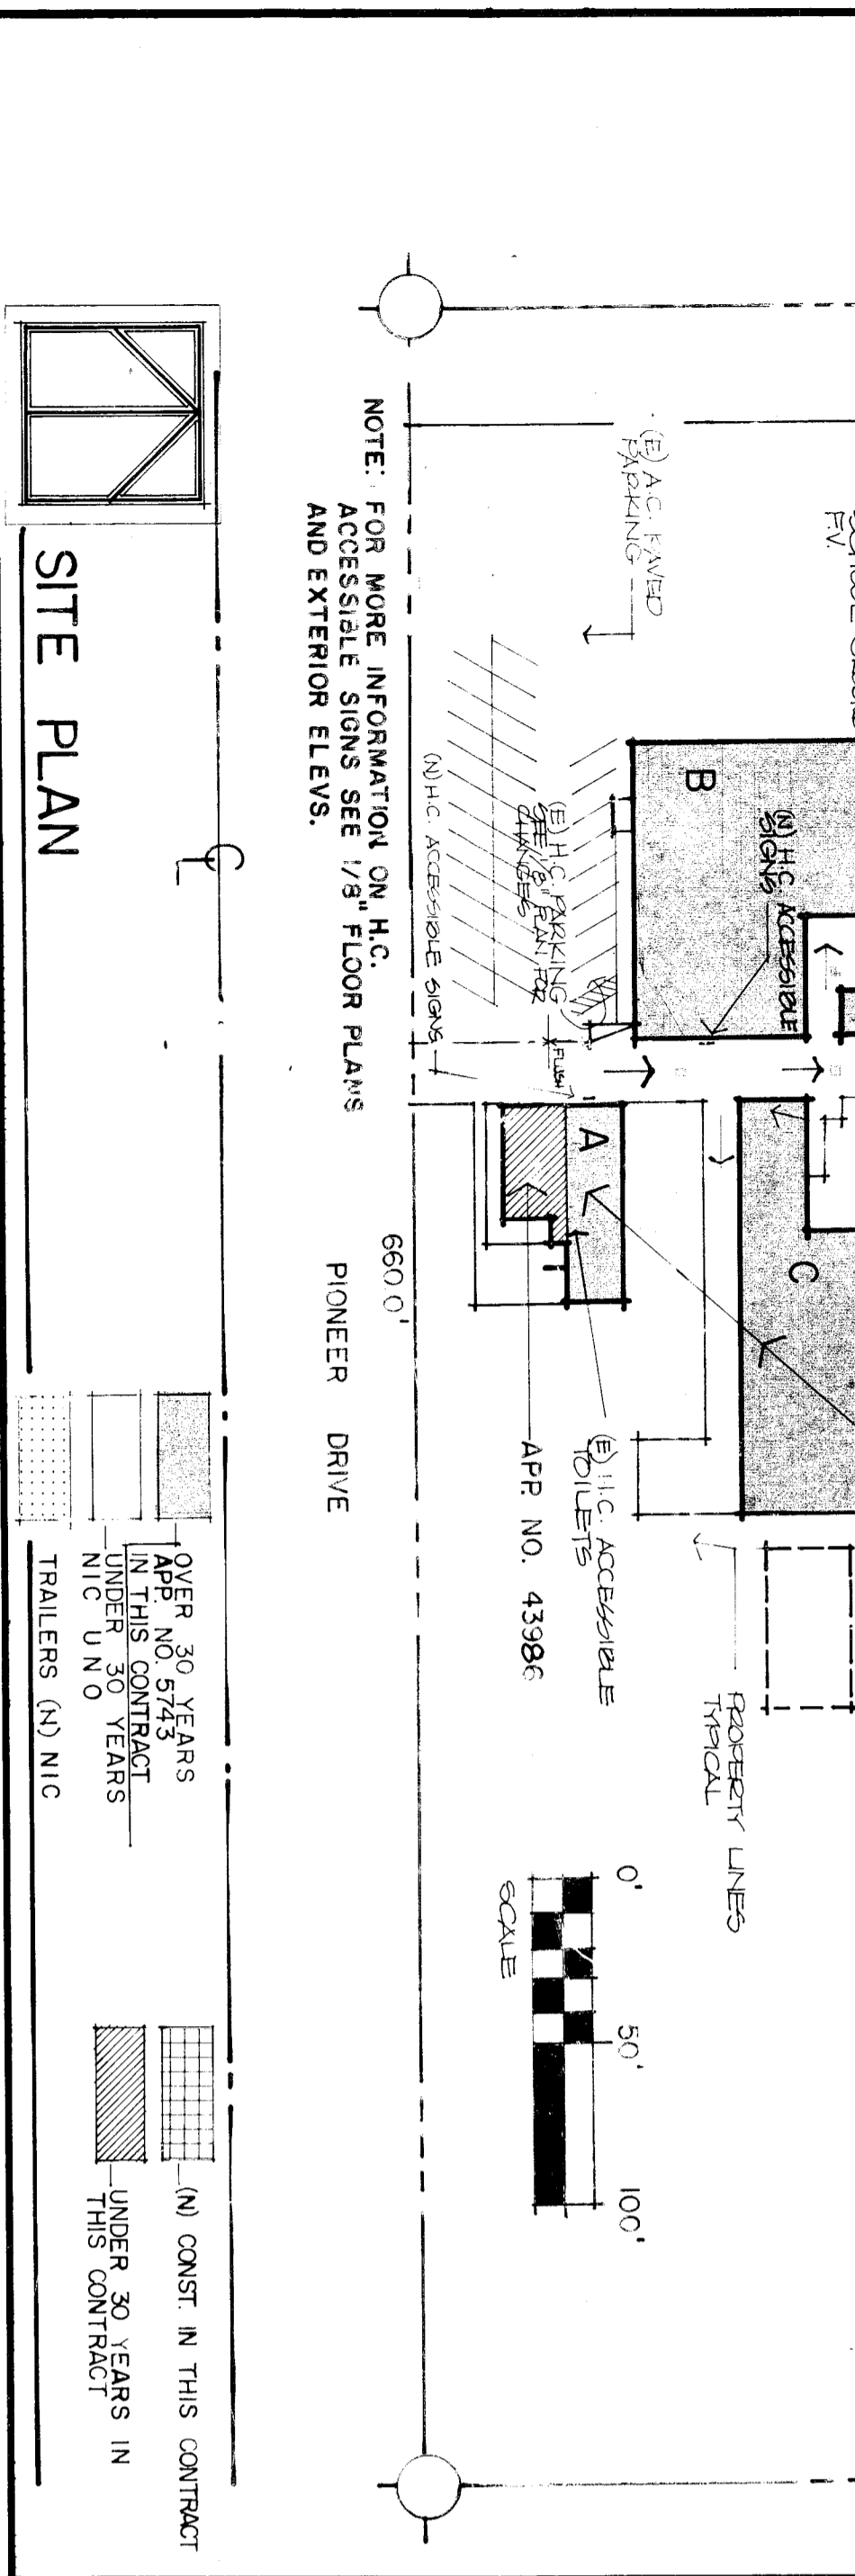 F.V.
(E) A.C. PAVED
PARKING
B
(N) H.C. ACCESSIBLE
SIGNS
C
A
(E) H.C. PARKING
SEE 1/8" PLAN FOR
CHANGES
FLUSH
(N) H.C. ACCESSIBLE SIGNS
(E) H.C. ACCESSIBLE
TOILETS
APP. NO. 43986
PROPERTY LINES
TYPICAL
0' 50' 100'
SCALE
NOTE: FOR MORE INFORMATION ON H.C.
ACCESSIBLE SIGNS SEE 1/8" FLOOR PLANS
AND EXTERIOR ELEVS.
660.0'
PIONEER DRIVE
SITE PLAN
OVER 30 YEARS
APP. NO. 5743
IN THIS CONTRACT
UNDER 30 YEARS
NIC UNO
TRAILERS (N) NIC
(N) CONST. IN THIS CONTRACT
UNDER 30 YEARS IN
THIS CONTRACT